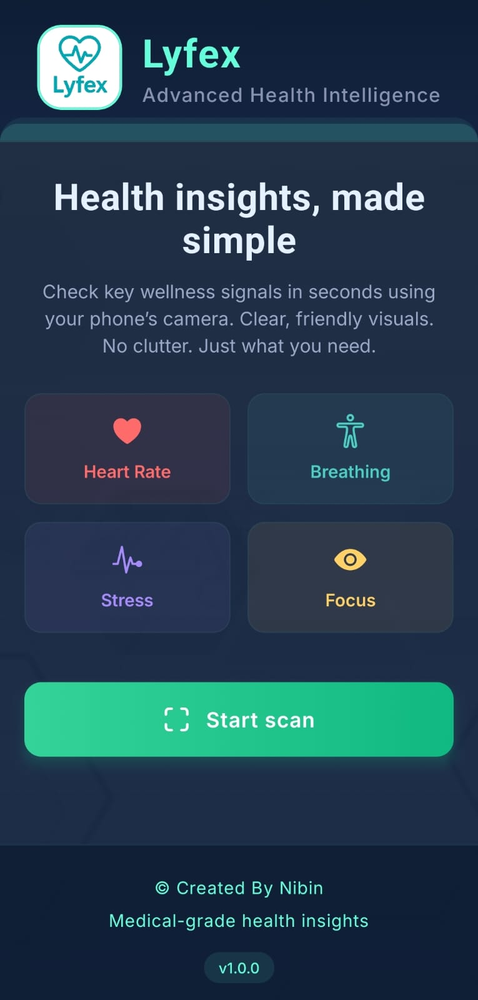 Lyfex
Lyfex
Advanced Health Intelligence
Health insights, made
simple
Check key wellness signals in seconds using
your phone’s camera. Clear, friendly visuals.
No clutter. Just what you need.
Heart Rate
Breathing
Stress
Focus
Start scan
© Created By Nibin
Medical-grade health insights
v1.0.0